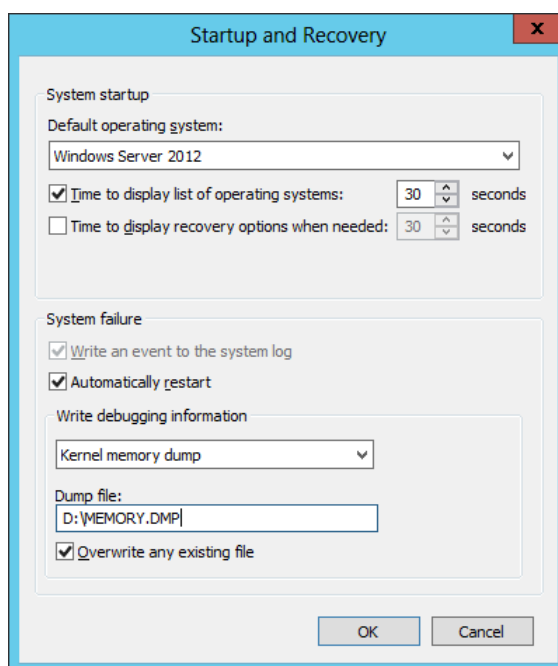 Startup and Recovery
x
System startup
Default operating system:
Windows Server 2012
Time to display list of operating systems: 30 seconds
Time to display recovery options when needed: 30 seconds
System failure
Write an event to the system log
Automatically restart
Write debugging information
Kernel memory dump
Dump file:
D:\MEMORY.DMP
Overwrite any existing file
OK Cancel